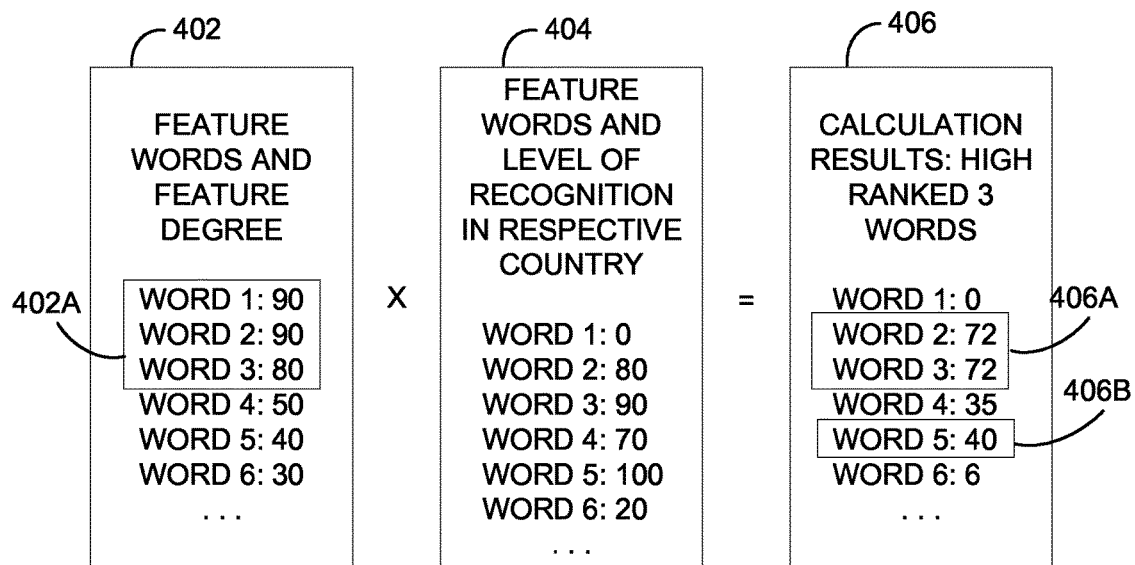 402
FEATURE
WORDS AND
FEATURE
DEGREE
402A
WORD 1: 90
WORD 2: 90
WORD 3: 80
WORD 4: 50
WORD 5: 40
WORD 6: 30
. . .
X
404
FEATURE
WORDS AND
LEVEL OF
RECOGNITION
IN RESPECTIVE
COUNTRY
WORD 1: 0
WORD 2: 80
WORD 3: 90
WORD 4: 70
WORD 5: 100
WORD 6: 20
. . .
=
406
CALCULATION
RESULTS: HIGH
RANKED 3
WORDS
WORD 1: 0
WORD 2: 72
WORD 3: 72
WORD 4: 35
WORD 5: 40
WORD 6: 6
. . .
406A
406B